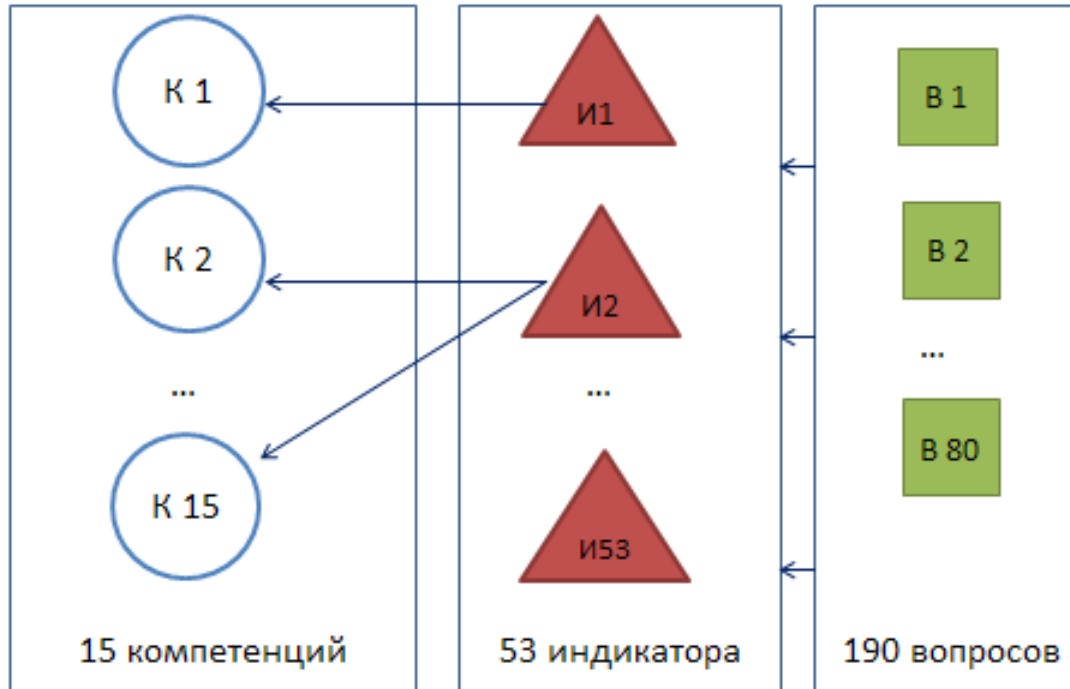 К 1
К 2
...
К 15
15 компетенций
И1
И2
...
И53
53 индикатора
В 1
В 2
...
В 80
190 вопросов